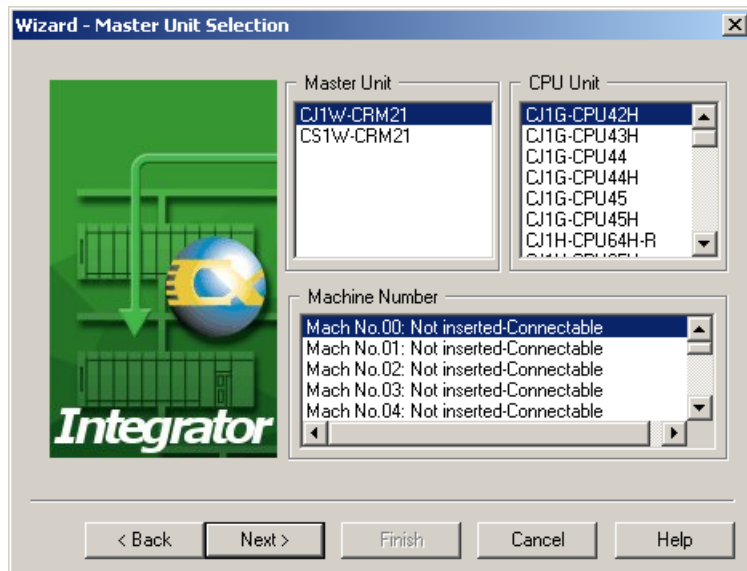 Wizard - Master Unit Selection
Master Unit
CJ1W-CRM21
CS1W-CRM21
CPU Unit
CJ1G-CPU42H
CJ1G-CPU43H
CJ1G-CPU44
CJ1G-CPU44H
CJ1G-CPU45
CJ1G-CPU45H
CJ1H-CPU64H-R
Machine Number
Mach No.00: Not inserted-Connectable
Mach No.01: Not inserted-Connectable
Mach No.02: Not inserted-Connectable
Mach No.03: Not inserted-Connectable
Mach No.04: Not inserted-Connectable
CX
Integrator
< Back
Next >
Finish
Cancel
Help